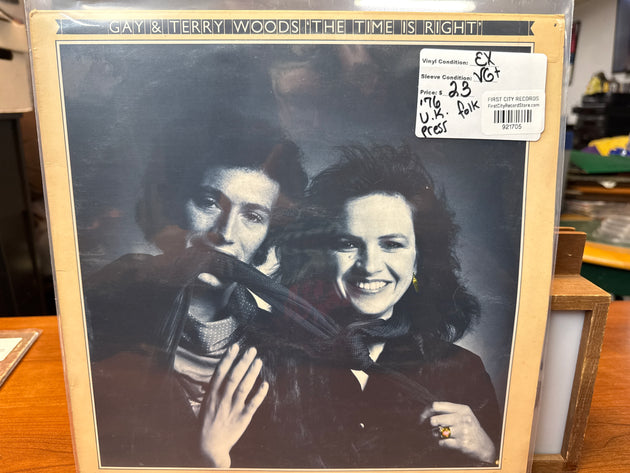 GAY & TERRY WOODS 'THE TIME IS RIGHT'
Vinyl Condition: EX
Sleeve Condition: VG+
Price: $ 23
'76 folk
U.K.
press
FIRST CITY RECORDS
FirstCityRecordStore.com
921705